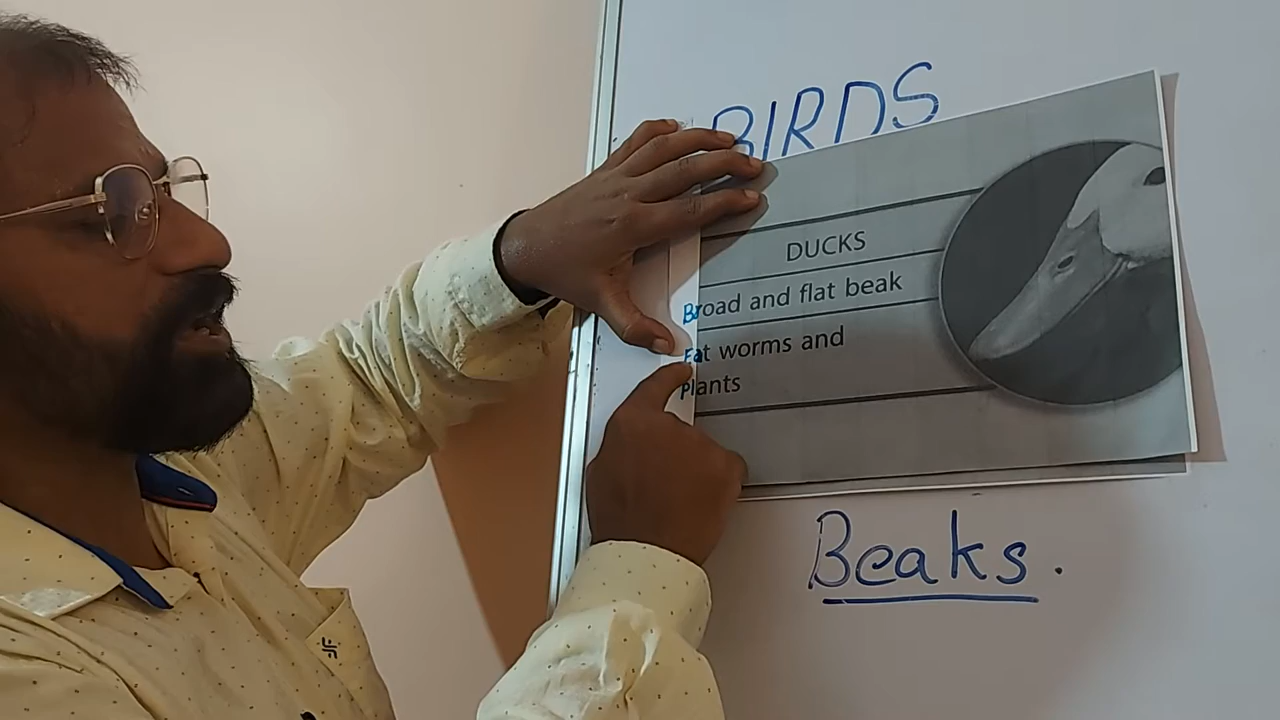 BIRDS
DUCKS
Broad and flat beak
Eat worms and
Plants
Beaks.